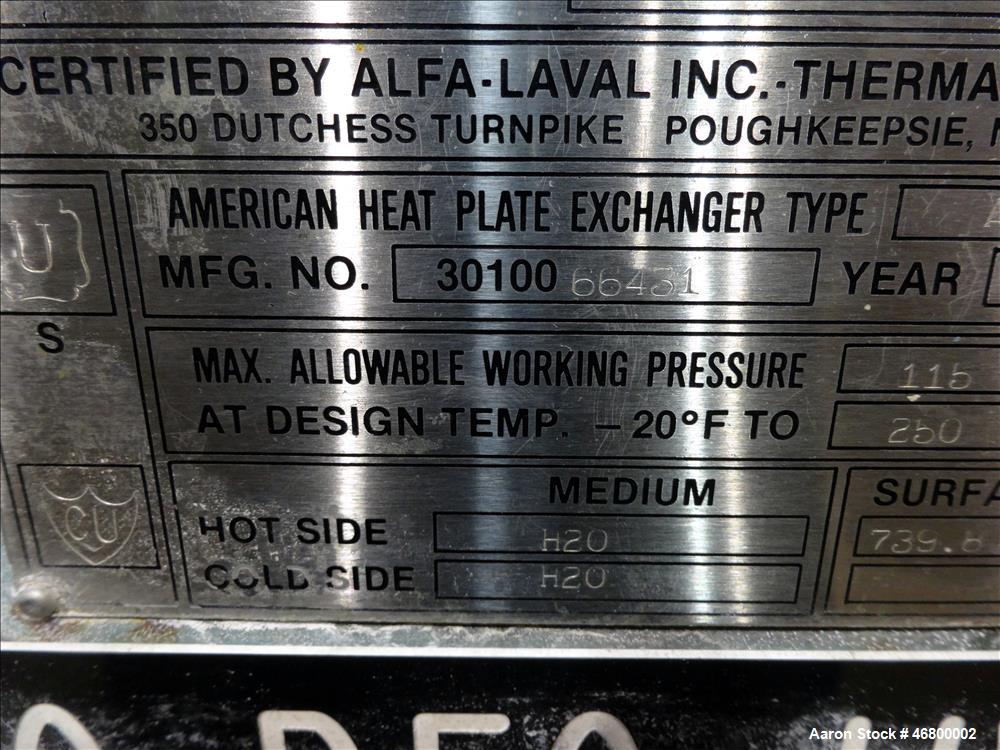 CERTIFIED BY ALFA-LAVAL INC.-THERMA
350 DUTCHESS TURNPIKE POUGHKEEPSIE,
U
AMERICAN HEAT PLATE EXCHANGER TYPE
MFG. NO. 30100 66431 YEAR
S
MAX. ALLOWABLE WORKING PRESSURE 115
AT DESIGN TEMP. -20°F TO 250
CU
MEDIUM SURFA
HOT SIDE H2O 739.8
COLD SIDE H2O
Aaron Stock # 46800002